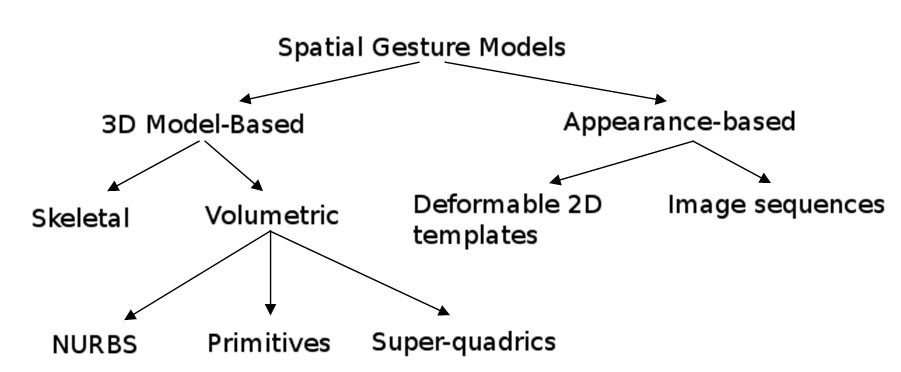 Spatial Gesture Models
3D Model-Based
Appearance-based
Skeletal
Volumetric
Deformable 2D
templates
Image sequences
NURBS
Primitives
Super-quadrics